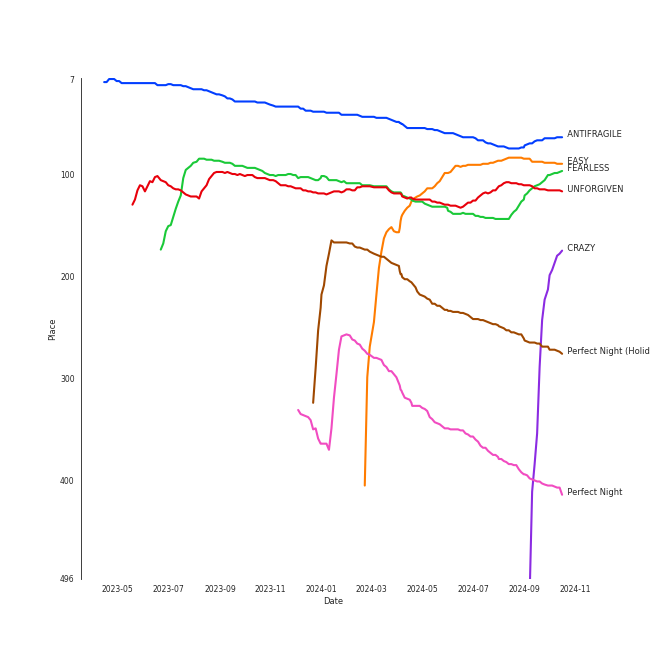 7
100
200
300
400
496
Place
2023-05
2023-07
2023-09
2023-11
2024-01
2024-03
2024-05
2024-07
2024-09
2024-11
Date
ANTIFRAGILE
EASY
FEARLESS
UNFORGIVEN
CRAZY
Perfect Night (Holid
Perfect Night